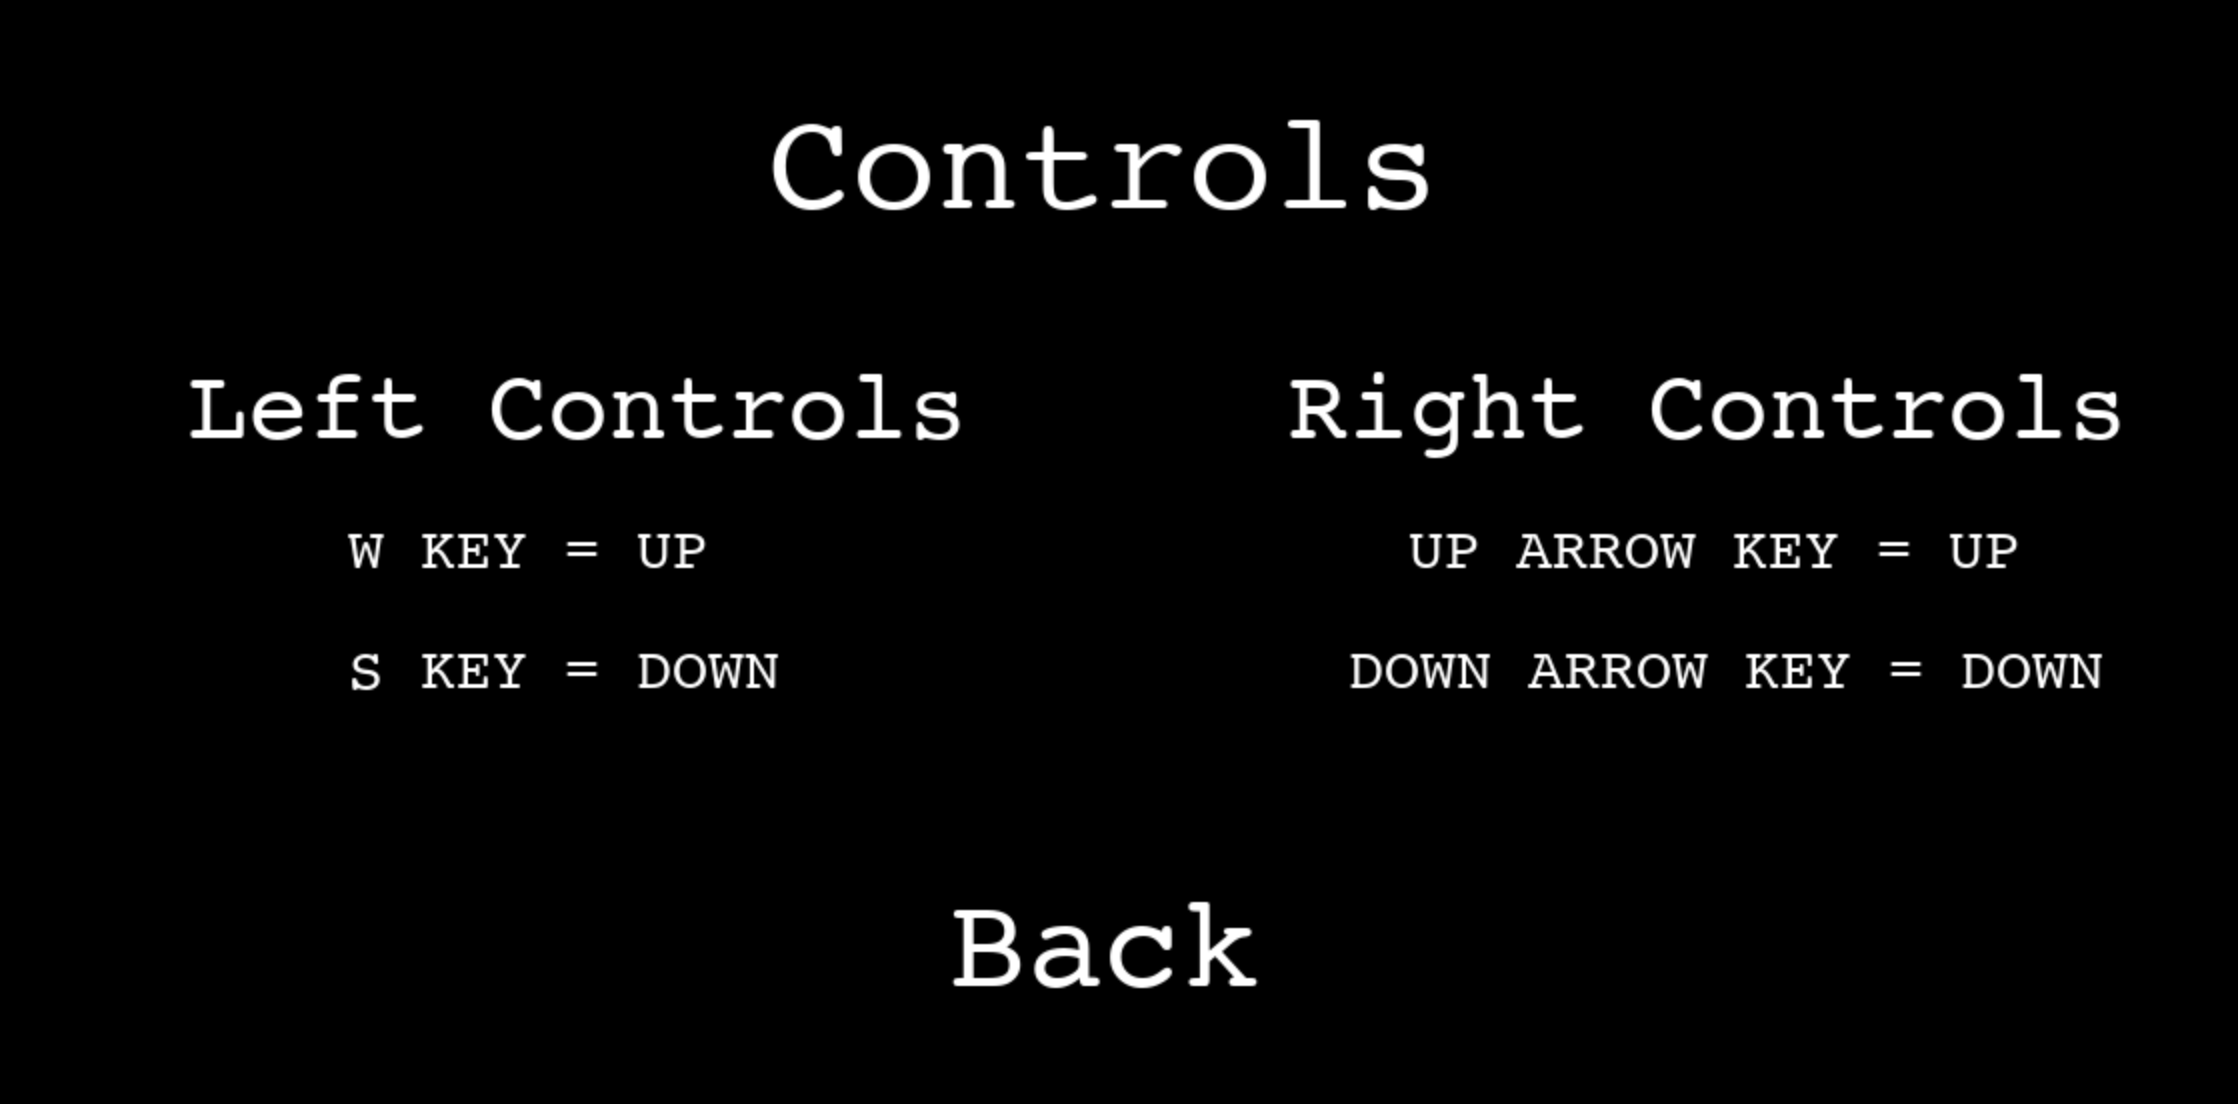 Controls
Left Controls
W KEY = UP
S KEY = DOWN
Right Controls
UP ARROW KEY = UP
DOWN ARROW KEY = DOWN
Back